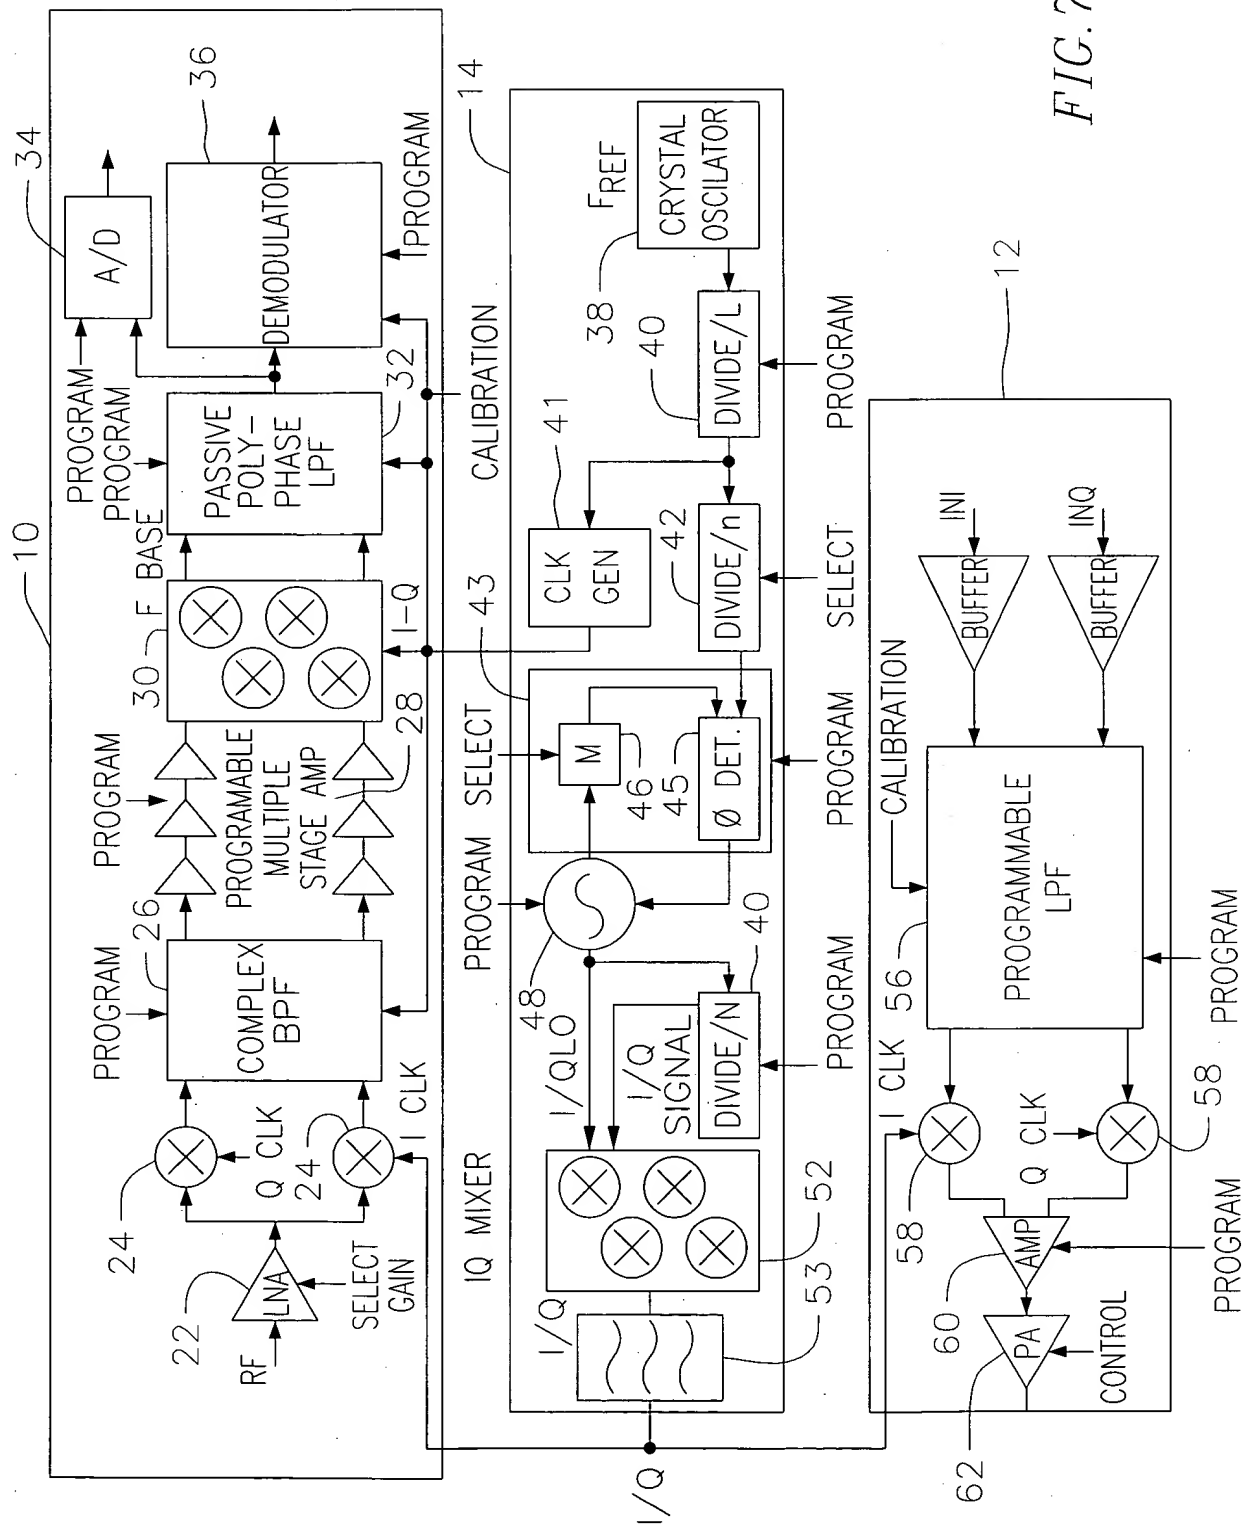 10
34
36
A/D
DEMODULATOR
PROGRAM
PROGRAM
PROGRAM
32
PASSIVE
POLY-
PHASE
LPF
F BASE
30
I-Q
PROGRAM
PROGRAMABLE
MULTIPLE
STAGE AMP
28
PROGRAM
26
COMPLEX
BPF
24
Q CLK
24
I CLK
22
LNA
RF
SELECT
GAIN
CALIBRATION
14
FREF
CRYSTAL
OSCILATOR
38
40
DIVIDE/L
PROGRAM
41
CLK
GEN
42
DIVIDE/n
SELECT
43
PROGRAM SELECT
M
46
45
Ø DET.
PROGRAM
48
I/QLO
I/Q
SIGNAL
DIVIDE/N
40
PROGRAM
IQ MIXER
52
I/Q
53
I/Q
12
INI
INQ
BUFFER
BUFFER
CALIBRATION
PROGRAMMABLE
LPF
56
PROGRAM
I CLK
58
Q CLK
58
60
AMP
PROGRAM
PA
62
CONTROL
FIG.7